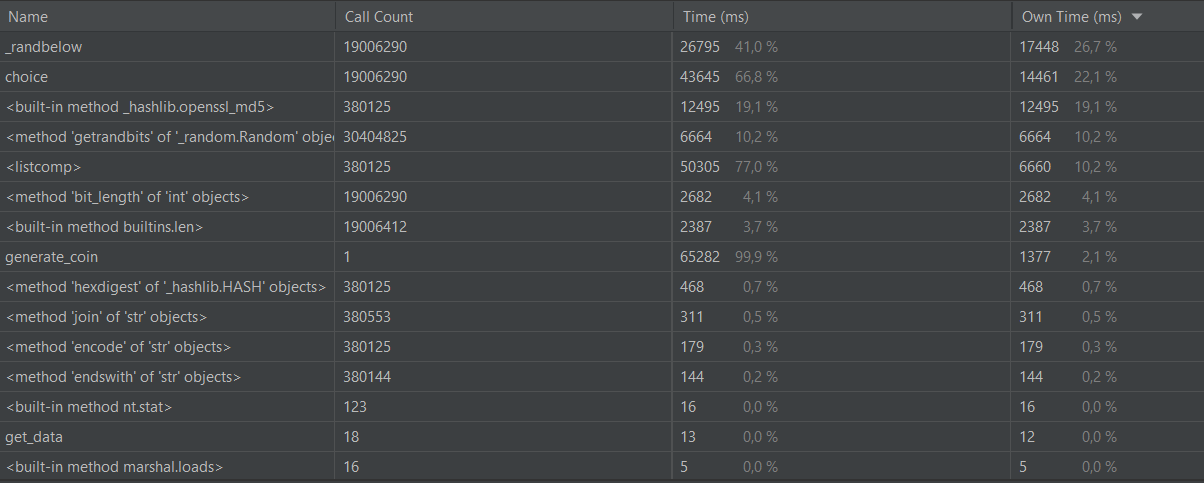 Name Call Count Time (ms) Own Time (ms)
_randbelow 19006290 26795 41,0 % 17448 26,7 %
choice 19006290 43645 66,8 % 14461 22,1 %
<built-in method _hashlib.openssl_md5> 380125 12495 19,1 % 12495 19,1 %
<method 'getrandbits' of '_random.Random' obje 30404825 6664 10,2 % 6664 10,2 %
<listcomp> 380125 50305 77,0 % 6660 10,2 %
<method 'bit_length' of 'int' objects> 19006290 2682 4,1 % 2682 4,1 %
<built-in method builtins.len> 19006412 2387 3,7 % 2387 3,7 %
generate_coin 1 65282 99,9 % 1377 2,1 %
<method 'hexdigest' of '_hashlib.HASH' objects> 380125 468 0,7 % 468 0,7 %
<method 'join' of 'str' objects> 380553 311 0,5 % 311 0,5 %
<method 'encode' of 'str' objects> 380125 179 0,3 % 179 0,3 %
<method 'endswith' of 'str' objects> 380144 144 0,2 % 144 0,2 %
<built-in method nt.stat> 123 16 0,0 % 16 0,0 %
get_data 18 13 0,0 % 12 0,0 %
<built-in method marshal.loads> 16 5 0,0 % 5 0,0 %